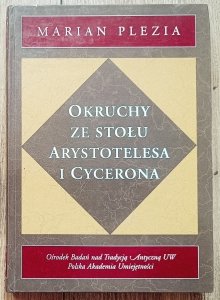 MARIAN PLEZIA
OKRUCHY
ZE STOŁU
ARYSTOTELESA
I CYCERONA
Ośrodek Badań nad Tradycją Antyczną UW
Polska Akademia Umiejętności